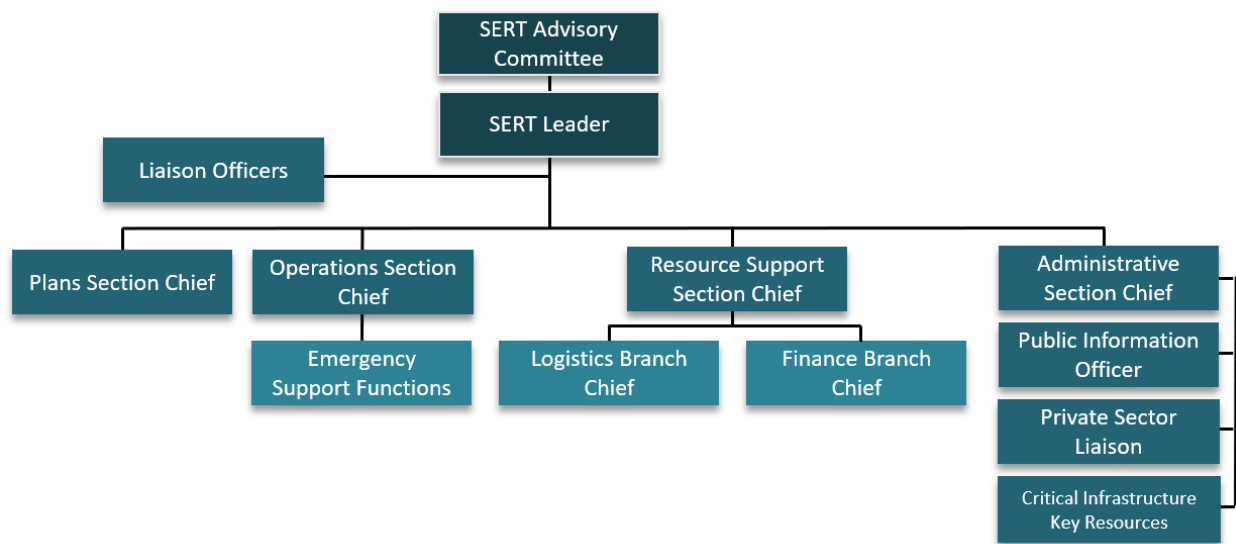 SERT Advisory
Committee
SERT Leader
Liaison Officers
Plans Section Chief
Operations Section
Chief
Resource Support
Section Chief
Administrative
Section Chief
Emergency
Support Functions
Logistics Branch
Chief
Finance Branch
Chief
Public Information
Officer
Private Sector
Liaison
Critical Infrastructure
Key Resources